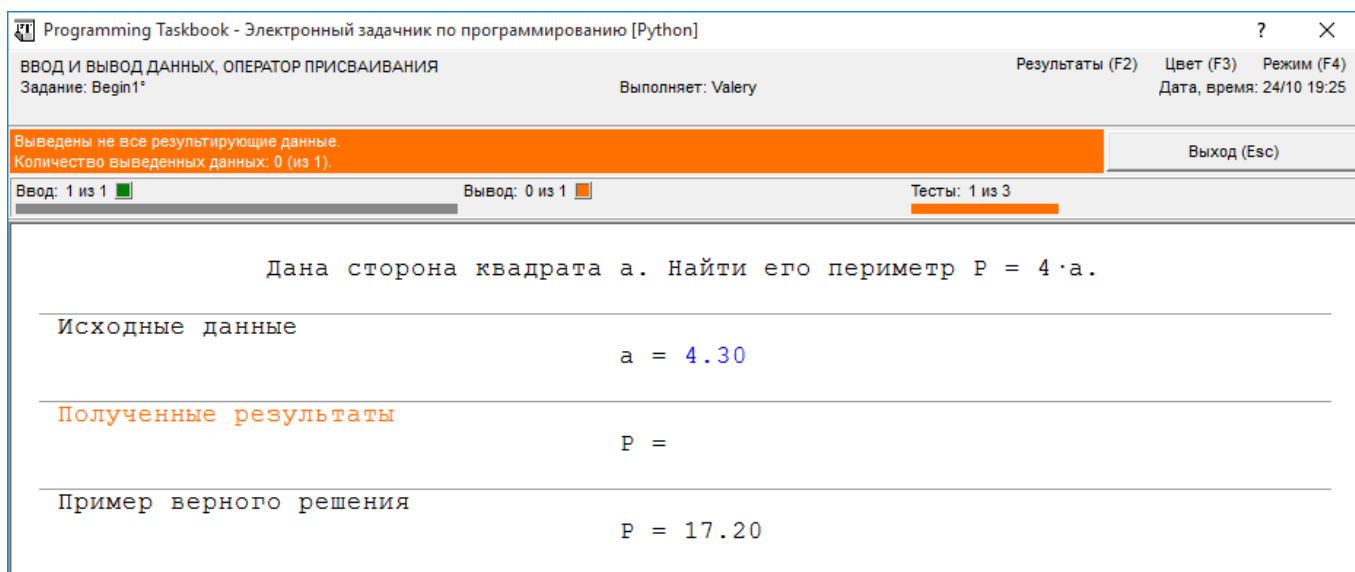 Programming Taskbook - Электронный задачник по программированию [Python] ? ×
ВВОД И ВЫВОД ДАННЫХ, ОПЕРАТОР ПРИСВАИВАНИЯ Результаты (F2) Цвет (F3) Режим (F4)
Задание: Begin1° Выполняет: Valery Дата, время: 24/10 19:25
Выведены не все результирующие данные.
Количество выведенных данных: 0 (из 1). Выход (Esc)
Ввод: 1 из 1 Вывод: 0 из 1 Тесты: 1 из 3
Дана сторона квадрата a. Найти его периметр P = 4·a.
Исходные данные
a = 4.30
Полученные результаты
P =
Пример верного решения
P = 17.20